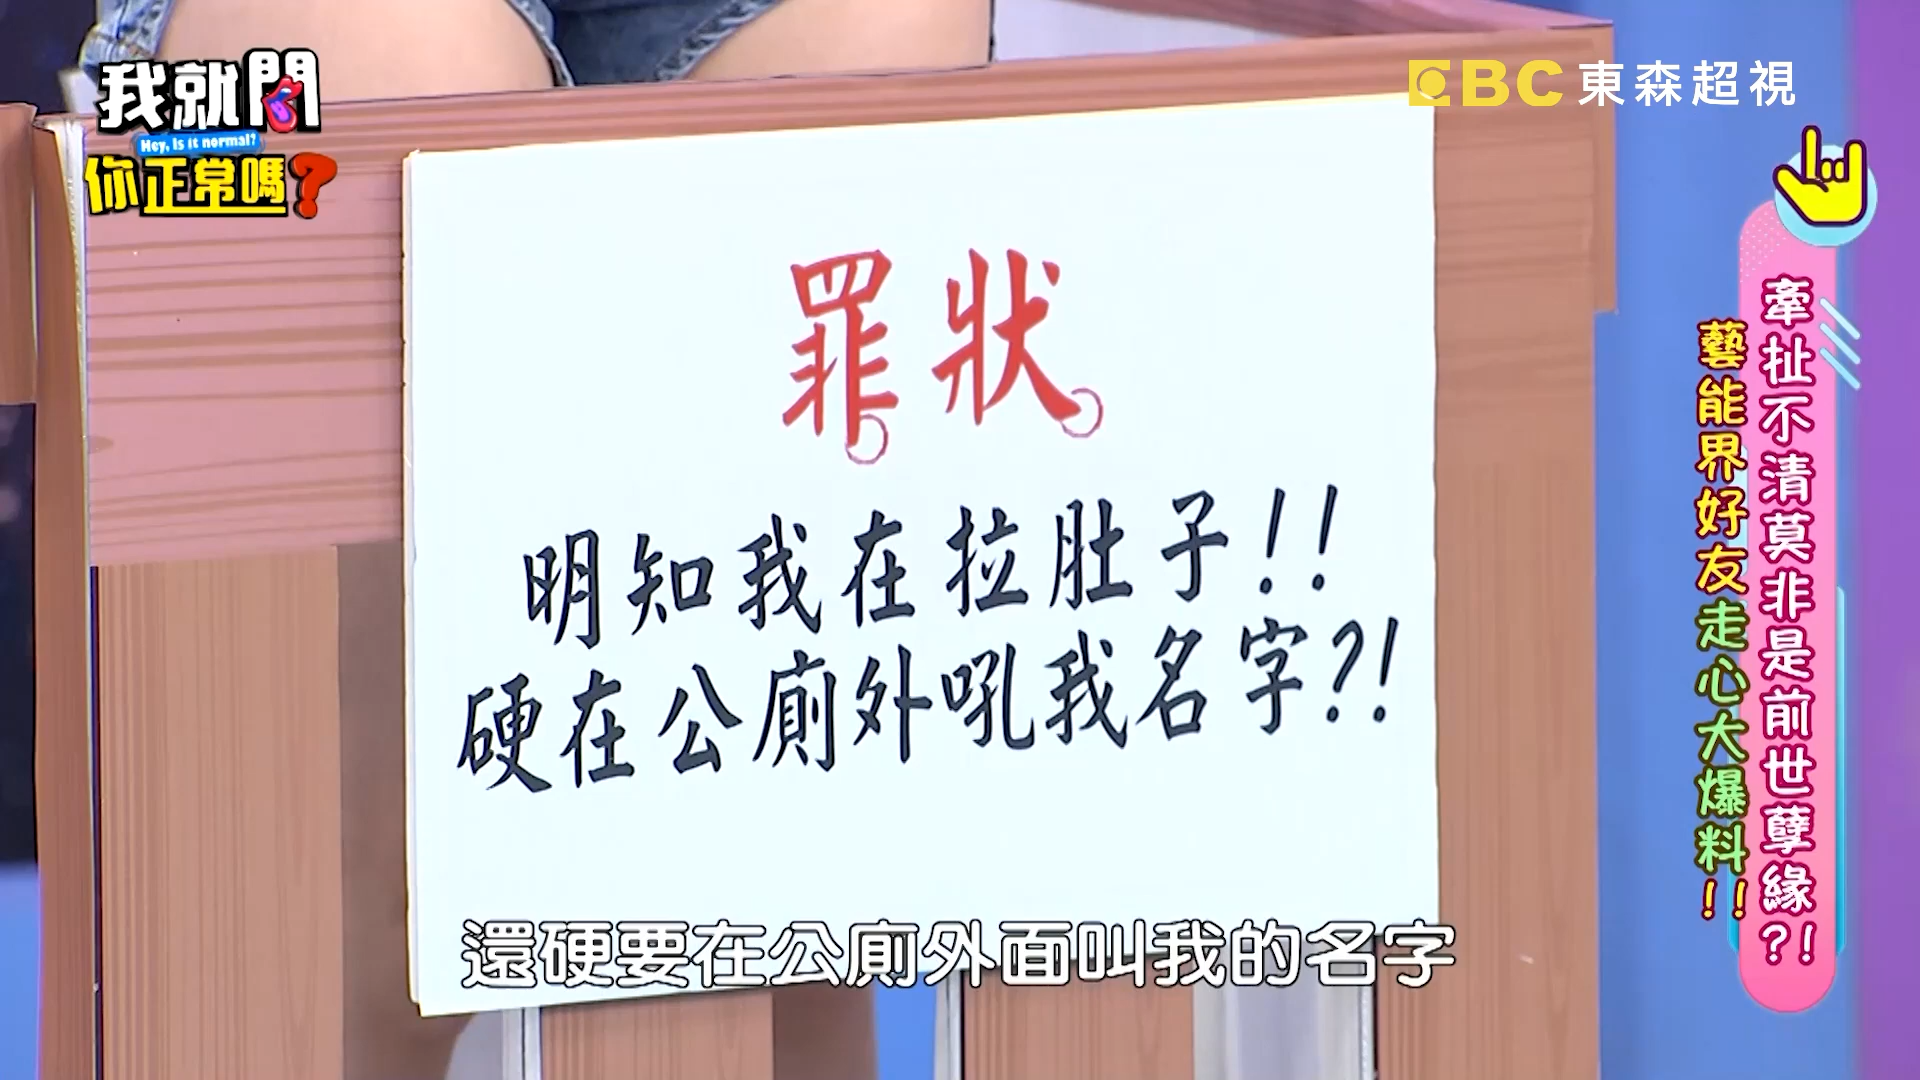 我就問
Hey, is it normal?
你正常嗎?
EBC 東森超視
牽扯不清莫非是前世孽緣?!
藝能界好友走心大爆料!!
罪狀
明知我在拉肚子!!
硬在公廁外吼我名字?!
還硬要在公廁外面叫我的名字